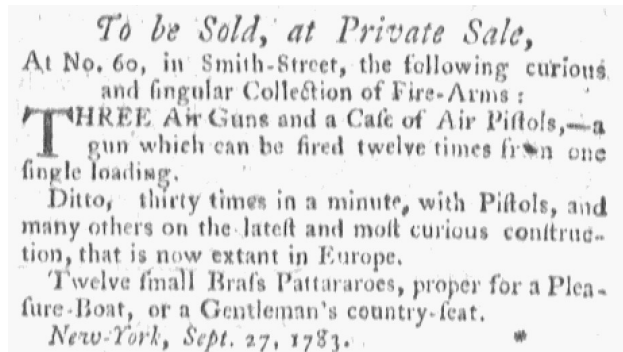 To be Sold, at Private Sale,
At No. 60, in Smith-Street, the following curious
and ſingular Collection of Fire-Arms :
THREE Air Guns and a Caſe of Air Piſtols,—a
gun which can be fired twelve times from one
ſingle loading.
Ditto, thirty times in a minute, with Piſtols, and
many others on the lateſt and moſt curious conſtruc-
tion, that is now extant in Europe.
Twelve ſmall Braſs Pattararoes, proper for a Plea-
ſure-Boat, or a Gentleman's country-ſeat.
New-York, Sept. 27, 1783. *